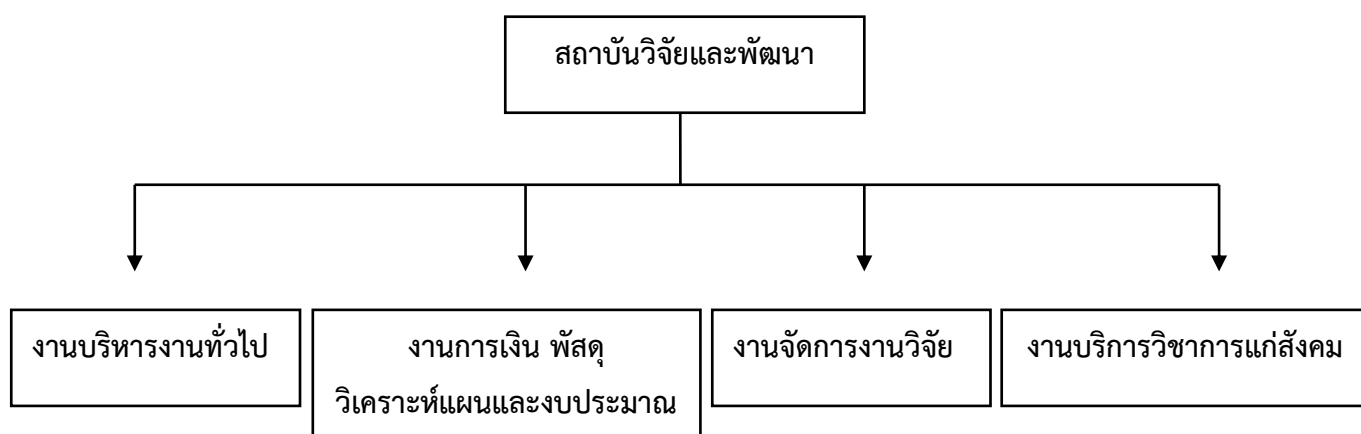 สถาบันวิจัยและพัฒนา
งานบริหารงานทั่วไป
งานการเงิน พัสดุ
วิเคราะห์แผนและงบประมาณ
งานจัดการงานวิจัย
งานบริการวิชาการแก่สังคม